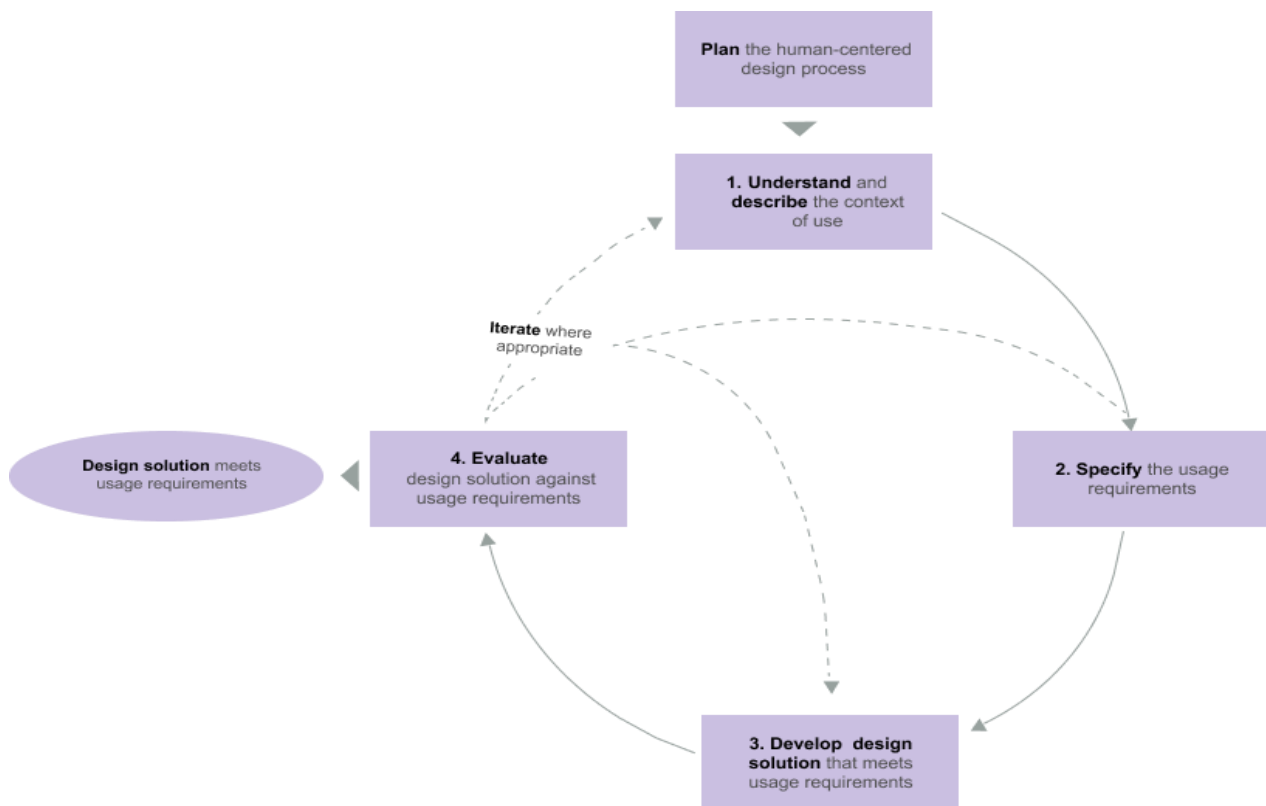 Plan the human-centered
design process
1. Understand and
describe the context
of use
Iterate where
appropriate
2. Specify the usage
requirements
3. Develop design
solution that meets
usage requirements
4. Evaluate
design solution against
usage requirements
Design solution meets
usage requirements